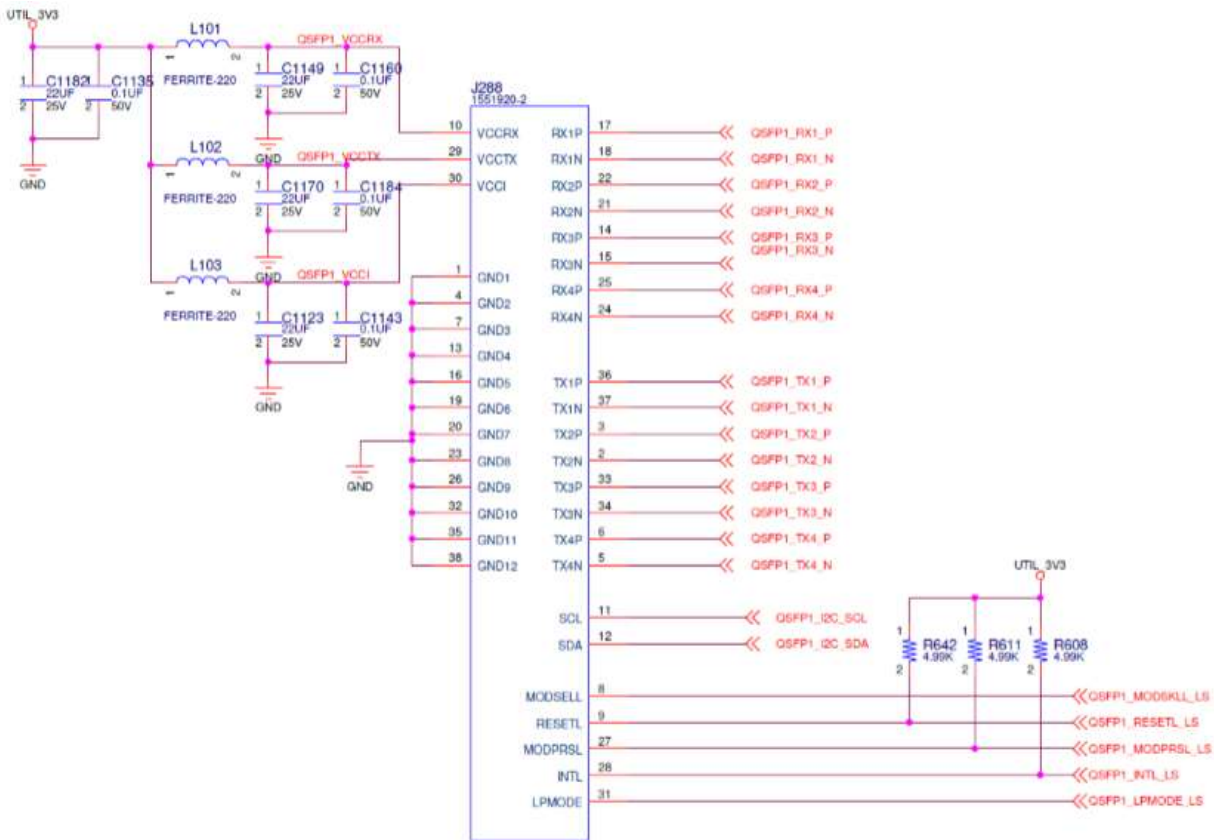 UTIL_3V3
L101
1 2
FERRITE-220
QSFP1_VCCRX
1 C1182
2 22UF
25V
1 C1135
2 0.1UF
50V
GND
1 C1149
2 22UF
25V
1 C1160
2 0.1UF
50V
GND
L102
1 2
FERRITE-220
QSFP1_VCCTX
1 C1170
2 22UF
25V
1 C1184
2 0.1UF
50V
GND
L103
1 2
FERRITE-220
QSFP1_VCCI
1 C1123
2 22UF
25V
1 C1143
2 0.1UF
50V
GND
J288
1551920-2
10 VCCRX
29 VCCTX
30 VCCI
1 GND1
4 GND2
7 GND3
13 GND4
16 GND5
19 GND6
20 GND7
23 GND8
26 GND9
32 GND10
35 GND11
38 GND12
GND
RX1P 17 QSFP1_RX1_P
RX1N 18 QSFP1_RX1_N
RX2P 22 QSFP1_RX2_P
RX2N 21 QSFP1_RX2_N
RX3P 14 QSFP1_RX3_P
RX3N 15 QSFP1_RX3_N
RX4P 25 QSFP1_RX4_P
RX4N 24 QSFP1_RX4_N
TX1P 36 QSFP1_TX1_P
TX1N 37 QSFP1_TX1_N
TX2P 3 QSFP1_TX2_P
TX2N 2 QSFP1_TX2_N
TX3P 33 QSFP1_TX3_P
TX3N 34 QSFP1_TX3_N
TX4P 6 QSFP1_TX4_P
TX4N 5 QSFP1_TX4_N
SCL 11 QSFP1_I2C_SCL
SDA 12 QSFP1_I2C_SDA
UTIL_3V3
1 R642
4.99K
2
1 R611
4.99K
2
1 R608
4.99K
2
MODSELL 8 QSFP1_MODSKLL_LS
RESETL 9 QSFP1_RESETL_LS
MODPRSL 27 QSFP1_MODPRSL_LS
INTL 28 QSFP1_INTL_LS
LPMODE 31 QSFP1_LPMODE_LS